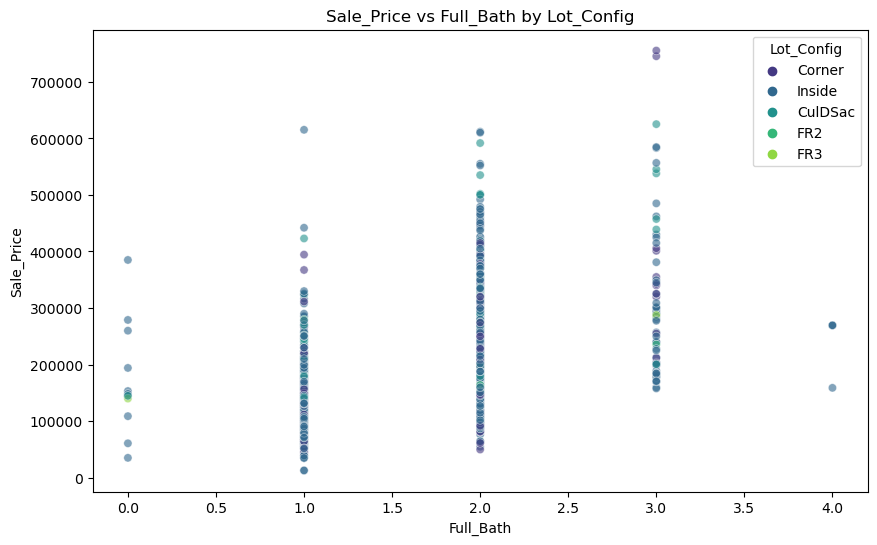 Sale_Price vs Full_Bath by Lot_Config
Lot_Config
Corner
Inside
CulDSac
FR2
FR3
Sale_Price
700000
600000
500000
400000
300000
200000
100000
0
0.0 0.5 1.0 1.5 2.0 2.5 3.0 3.5 4.0
Full_Bath